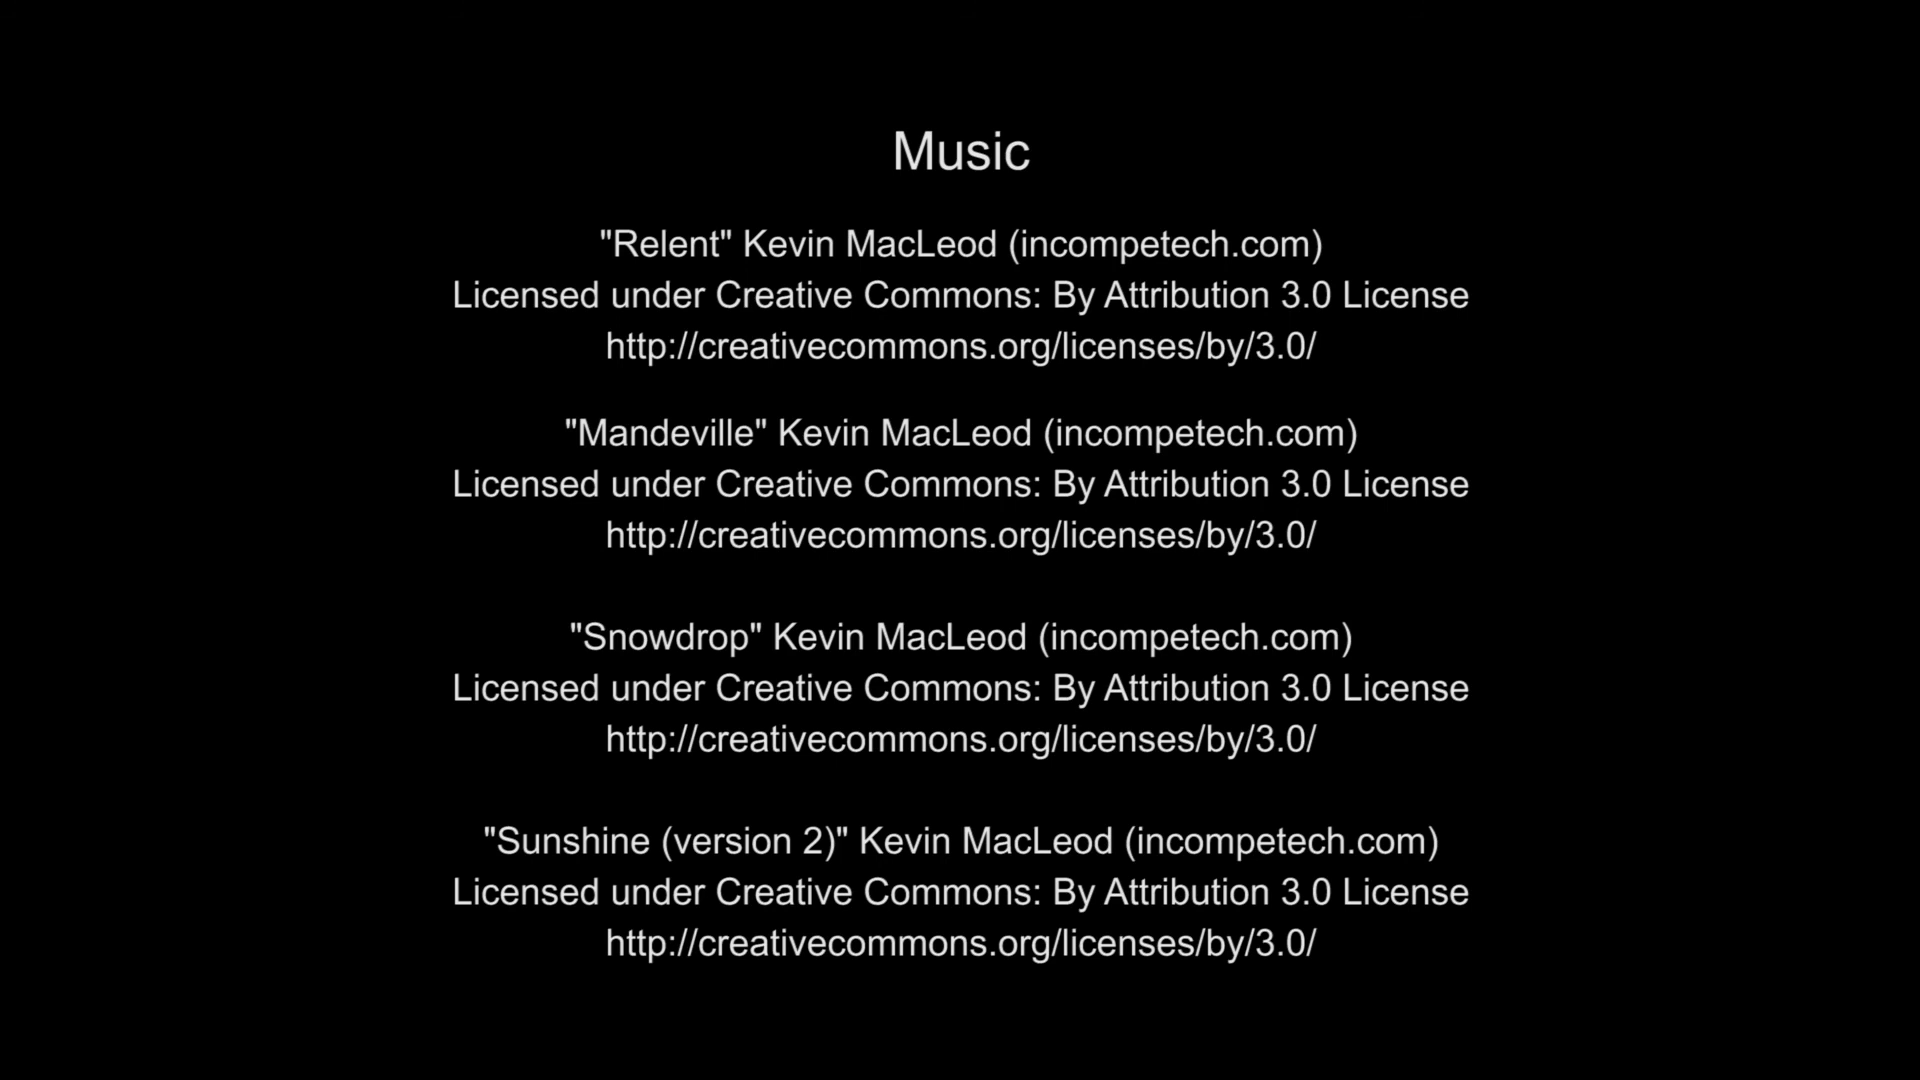 Music
"Relent" Kevin MacLeod (incompetech.com)
Licensed under Creative Commons: By Attribution 3.0 License
http://creativecommons.org/licenses/by/3.0/
"Mandeville" Kevin MacLeod (incompetech.com)
Licensed under Creative Commons: By Attribution 3.0 License
http://creativecommons.org/licenses/by/3.0/
"Snowdrop" Kevin MacLeod (incompetech.com)
Licensed under Creative Commons: By Attribution 3.0 License
http://creativecommons.org/licenses/by/3.0/
"Sunshine (version 2)" Kevin MacLeod (incompetech.com)
Licensed under Creative Commons: By Attribution 3.0 License
http://creativecommons.org/licenses/by/3.0/